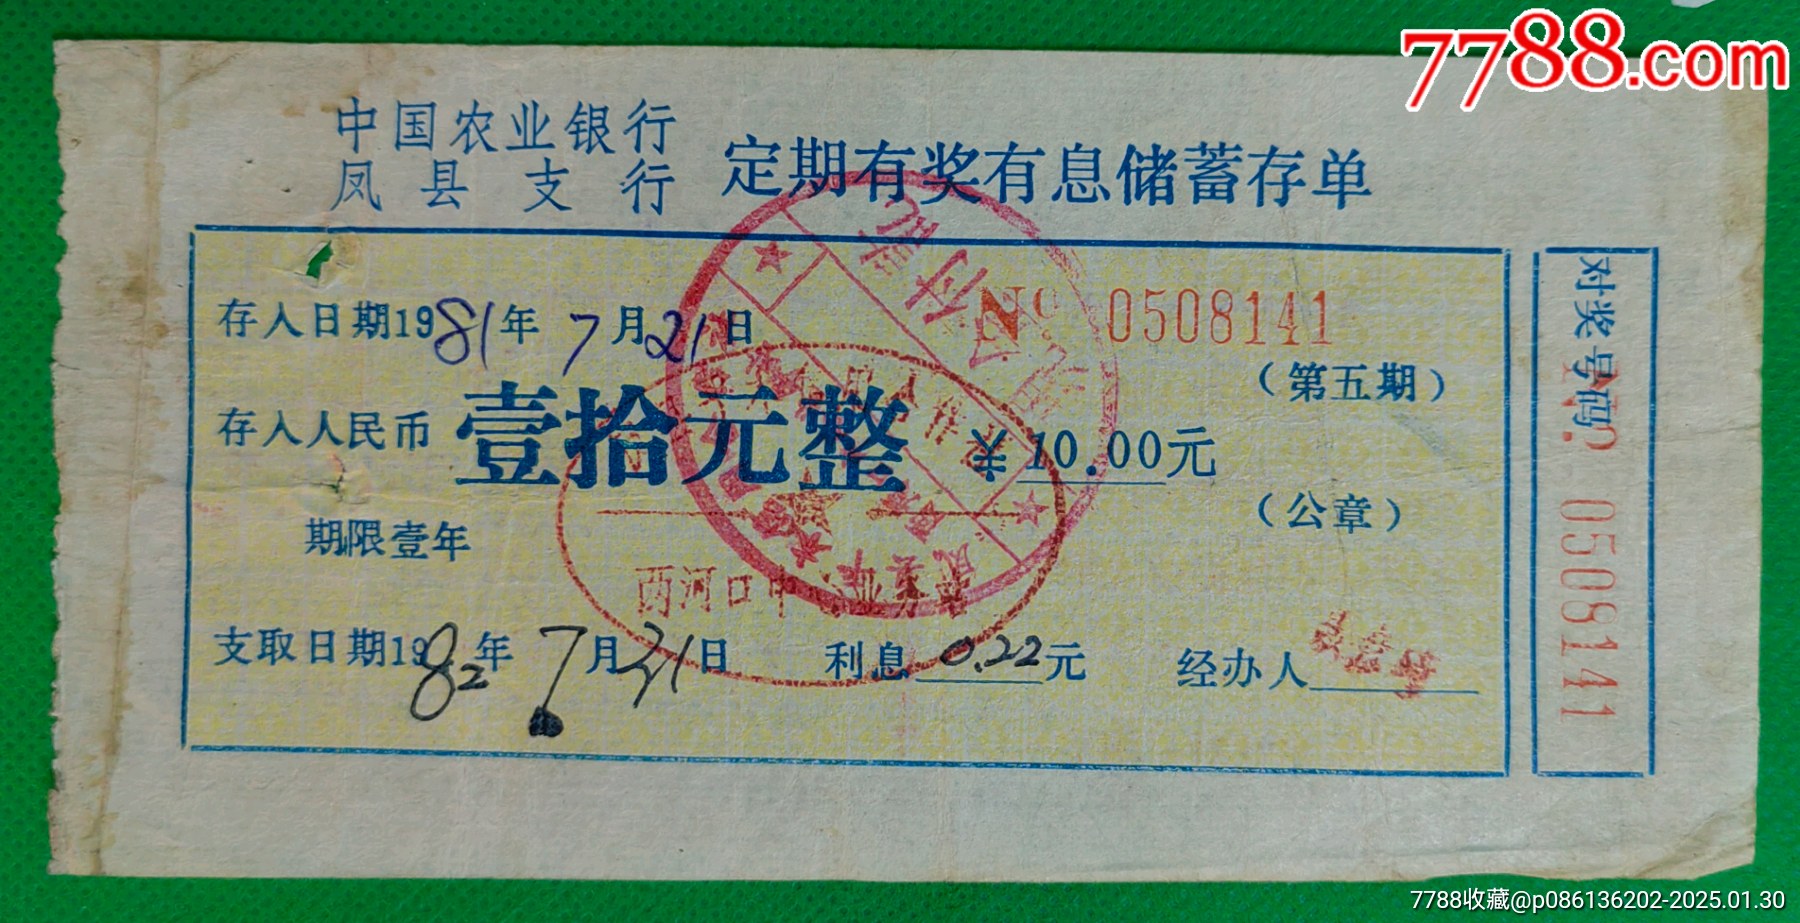 7788.com
中国农业银行
凤县支行
定期有奖有息储蓄存单
存入日期1981年7月21日
№ 0508141
(第五期)
存入人民币 壹拾元整 ¥10.00元
(公章)
期限壹年
两河口
支取日期1982年7月31日 利息0.22元 经办人
对奖号码:
№ 0508141
7788收藏@p086136202-2025.01.30